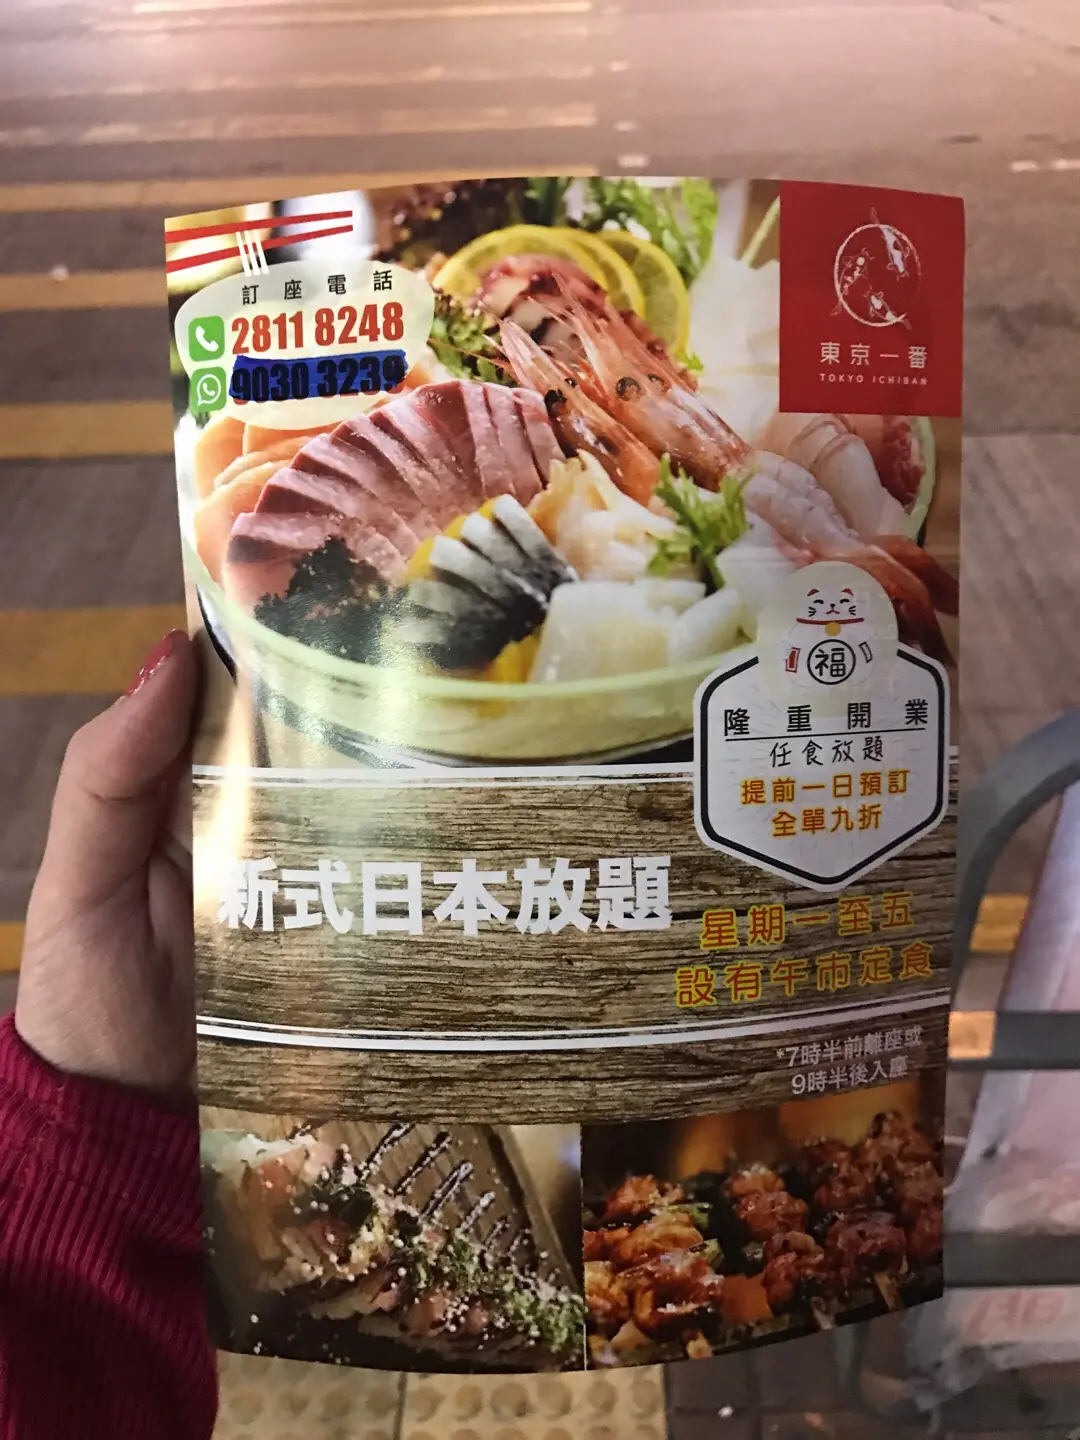 訂座電話
2811 8248
9030 3239
東京一番
TOKYO ICHIBAN
福
隆重開業
任食放題
提前一日預訂
全單九折
新式日本放題
星期一至五
設有午市定食
*7時半前離座或
9時半後入座